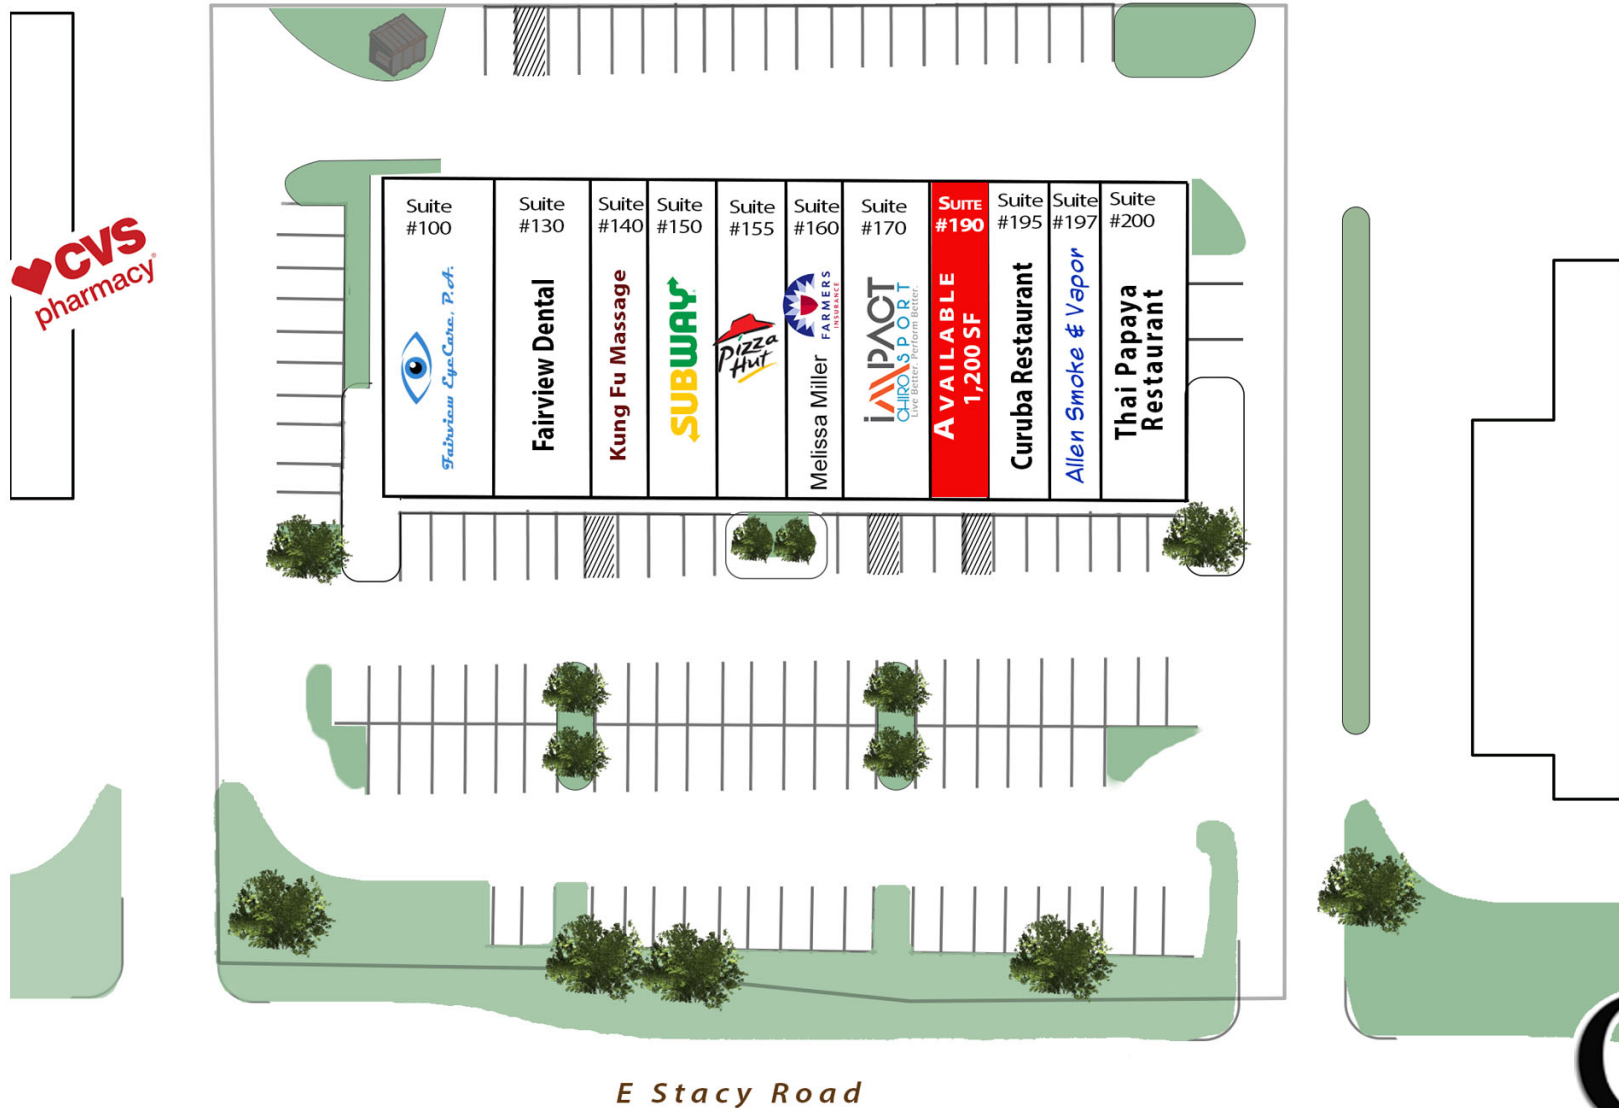 CVS
pharmacy
Suite
#100
Fairview EyeCare, P.A.
Suite
#130
Fairview Dental
Suite
#140
Kung Fu Massage
Suite
#150
SUBWAY
Suite
#155
Pizza
Hut
Suite
#160
FARMERS
INSURANCE
Melissa Miller
Suite
#170
IMPACT
CHIROSPORT
Live Better. Perform Better.
SUITE
#190
AVAILABLE
1,200 SF
Suite
#195
Curuba Restaurant
Suite
#197
Allen Smoke & Vapor
Suite
#200
Thai Papaya
Restaurant
E Stacy Road